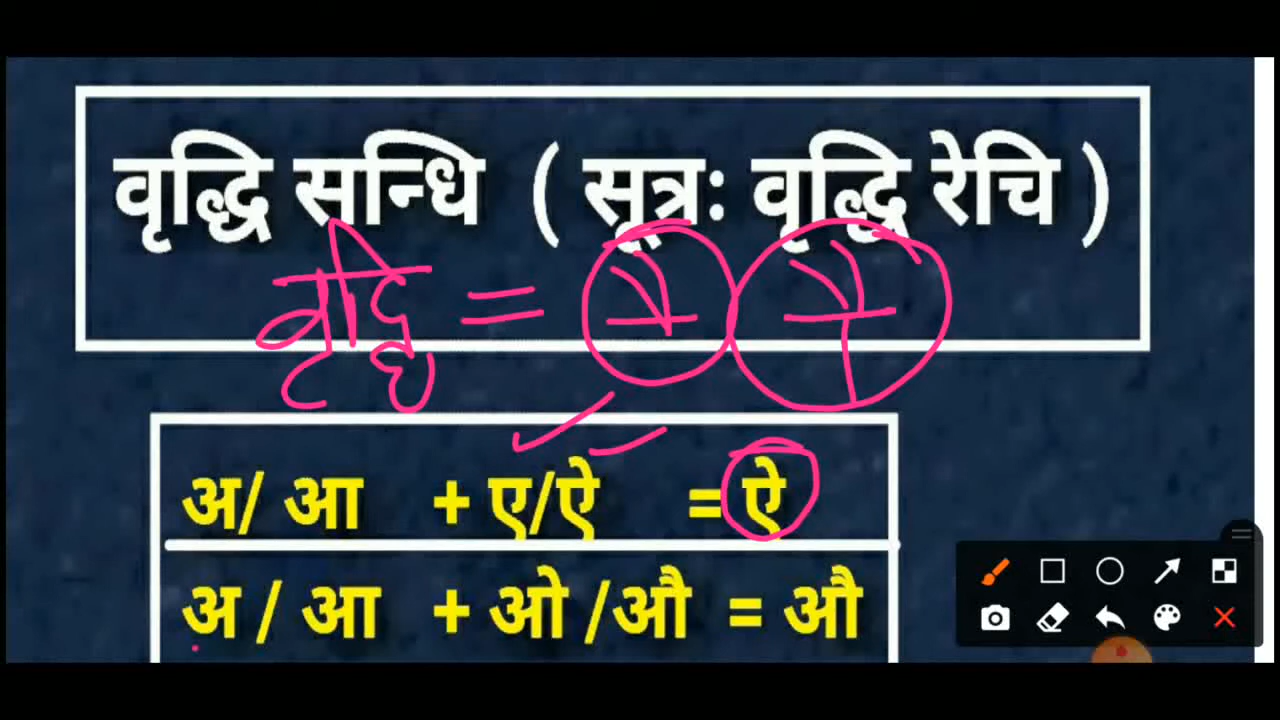 वृद्धि सन्धि ( सूत्रः वृद्धि रेचि )
वृद्धि =
अ/ आ + ए/ऐ = ऐ
अ / आ + ओ /औ = औ